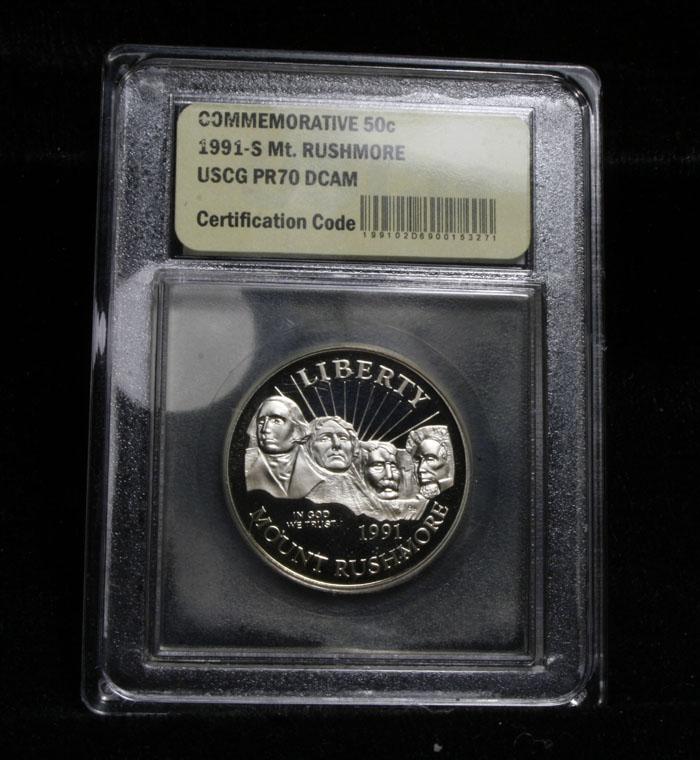 COMMEMORATIVE 50c
1991-S Mt. RUSHMORE
USCG PR70 DCAM
Certification Code
199102D6900153271
LIBERTY
IN GOD
WE TRUST
1991
MOUNT RUSHMORE